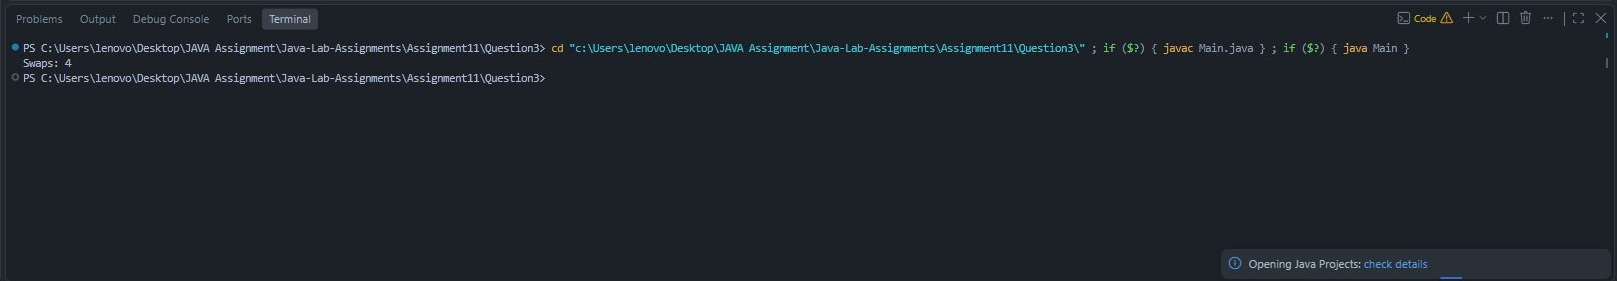 Problems Output Debug Console Ports Terminal Code
PS C:\Users\lenovo\Desktop\JAVA Assignment\Java-Lab-Assignments\Assignment11\Question3> cd "c:\Users\lenovo\Desktop\JAVA Assignment\Java-Lab-Assignments\Assignment11\Question3\" ; if ($?) { javac Main.java } ; if ($?) { java Main }
Swaps: 4
PS C:\Users\lenovo\Desktop\JAVA Assignment\Java-Lab-Assignments\Assignment11\Question3>
Opening Java Projects: check details